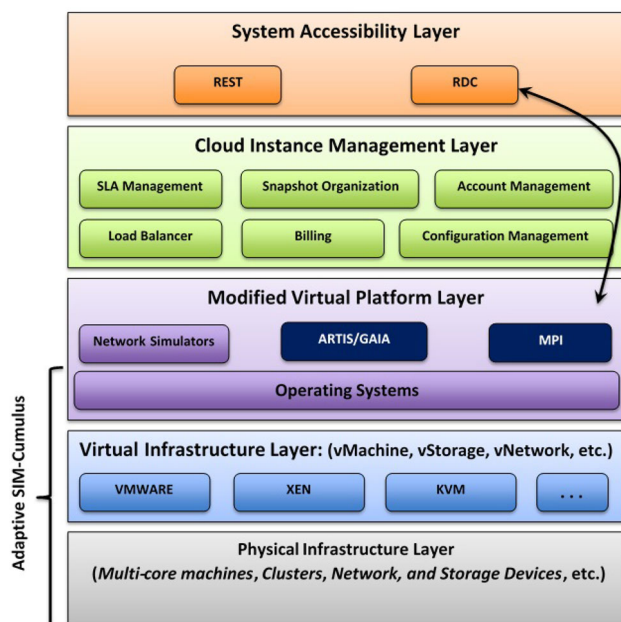 System Accessibility Layer
REST
RDC
Cloud Instance Management Layer
SLA Management
Snapshot Organization
Account Management
Load Balancer
Billing
Configuration Management
Modified Virtual Platform Layer
Network Simulators
ARTIS/GAIA
MPI
Operating Systems
Adaptive SIM-Cumulus
Virtual Infrastructure Layer: (vMachine, vStorage, vNetwork, etc.)
VMWARE
XEN
KVM
...
Physical Infrastructure Layer
(Multi-core machines, Clusters, Network, and Storage Devices, etc.)